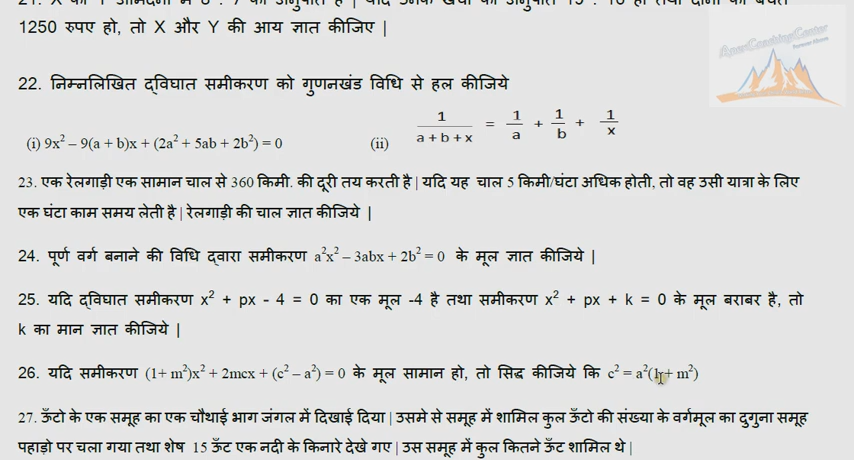 1250 रुपए हो, तो X और Y की आय ज्ञात कीजिए |
22. निम्नलिखित द्विघात समीकरण को गुणनखंड विधि से हल कीजिये
(i) 9x² – 9(a + b)x + (2a² + 5ab + 2b²) = 0 (ii) 1/(a + b + x) = 1/a + 1/b + 1/x
23. एक रेलगाड़ी एक सामान चाल से 360 किमी. की दूरी तय करती है | यदि यह चाल 5 किमी/घंटा अधिक होती, तो वह उसी यात्रा के लिए
एक घंटा काम समय लेती है | रेलगाड़ी की चाल ज्ञात कीजिये |
24. पूर्ण वर्ग बनाने की विधि द्वारा समीकरण a²x² – 3abx + 2b² = 0 के मूल ज्ञात कीजिये |
25. यदि द्विघात समीकरण x² + px - 4 = 0 का एक मूल -4 है तथा समीकरण x² + px + k = 0 के मूल बराबर है, तो
k का मान ज्ञात कीजिये |
26. यदि समीकरण (1+ m²)x² + 2mcx + (c² – a²) = 0 के मूल सामान हो, तो सिद्ध कीजिये कि c² = a²(1 + m²)
27. ऊँटो के एक समूह का एक चौथाई भाग जंगल में दिखाई दिया | उसमे से समूह में शामिल कुल ऊँटो की संख्या के वर्गमूल का दुगुना समूह
पहाड़ो पर चला गया तथा शेष 15 ऊँट एक नदी के किनारे देखे गए | उस समूह में कुल कितने ऊँट शामिल थे |